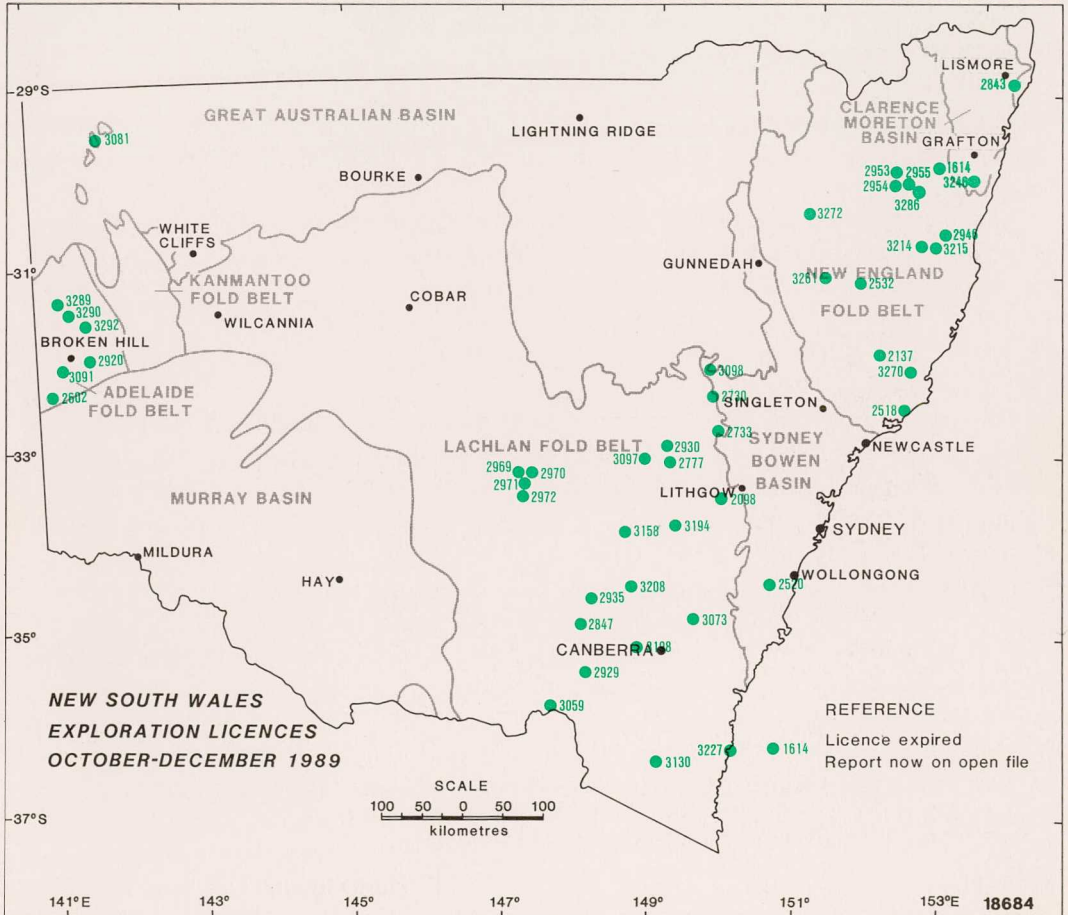 29°S
31°
33°
35°
37°S
141°E
143°
145°
147°
149°
151°
153°E
18684
GREAT AUSTRALIAN BASIN
LIGHTNING RIDGE
BOURKE
WHITE
CLIFFS
KANMANTOO
FOLD BELT
WILCANNIA
COBAR
BROKEN HILL
ADELAIDE
FOLD BELT
MURRAY BASIN
MILDURA
HAY
LACHLAN FOLD BELT
GUNNEDAH
LISMORE
CLARENCE
MORETON
BASIN
GRAFTON
NEW ENGLAND
FOLD BELT
SINGLETON
SYDNEY
BOWEN
BASIN
NEWCASTLE
LITHGOW
SYDNEY
WOLLONGONG
CANBERRA
3081
3289
3290
3292
2920
3091
2602
2843
2953
2955
1614
2954
3286
3272
2946
3214
3215
3261
2532
2137
3270
2518
3098
2730
2733
2930
3097
2777
2969
2970
2971
2972
2098
3158
3194
2520
3208
2935
3073
2847
2929
3059
3227
1614
3130
NEW SOUTH WALES
EXPLORATION LICENCES
OCTOBER-DECEMBER 1989
SCALE
100 50 0 50 100
kilometres
REFERENCE
Licence expired
Report now on open file